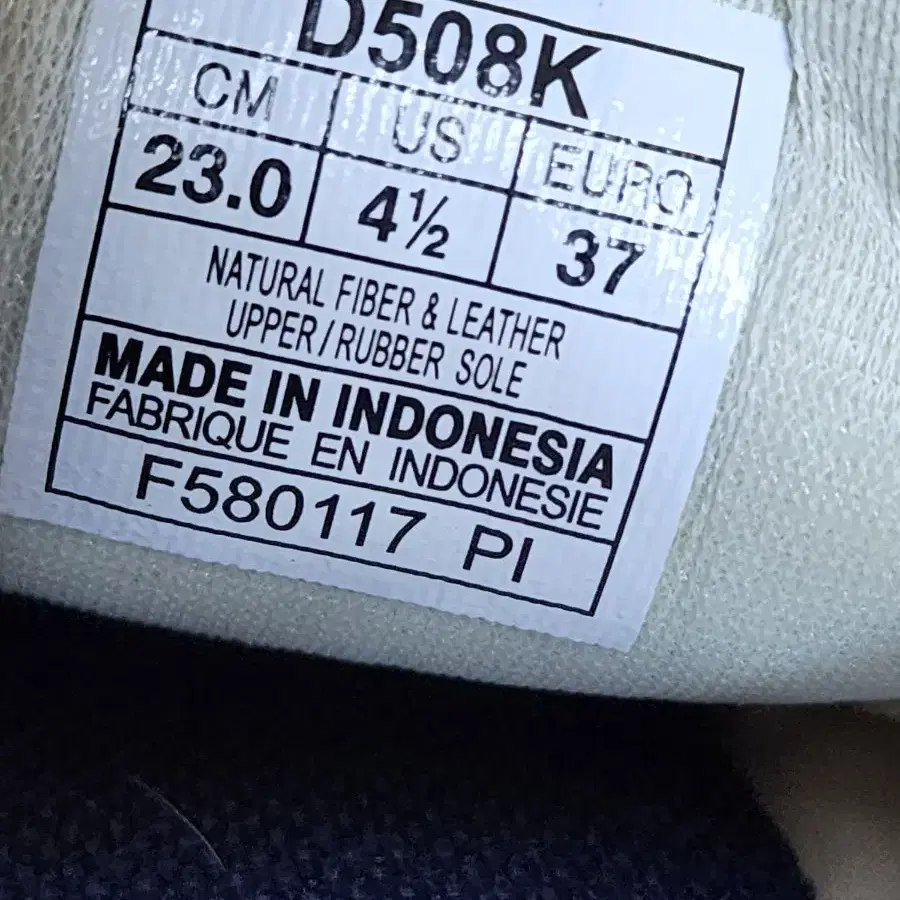 D508K
CM US EURO
23.0 4½ 37
NATURAL FIBER & LEATHER
UPPER/RUBBER SOLE
MADE IN INDONESIA
FABRIQUE EN INDONESIE
F580117 PI